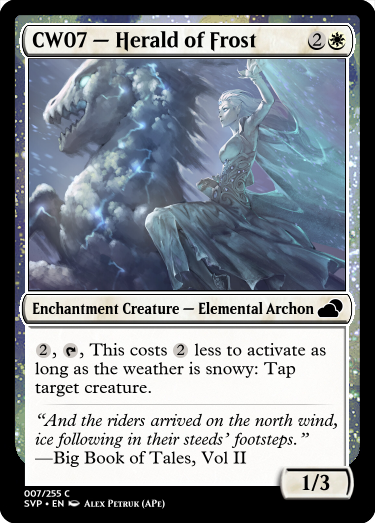 CW07 — Herald of Frost 2
Enchantment Creature — Elemental Archon
2, , This costs 2 less to activate as
long as the weather is snowy: Tap
target creature.
“And the riders arrived on the north wind,
ice following in their steeds’ footsteps.”
—Big Book of Tales, Vol II
1/3
007/255 C
SVP • EN Alex Petruk (APe)